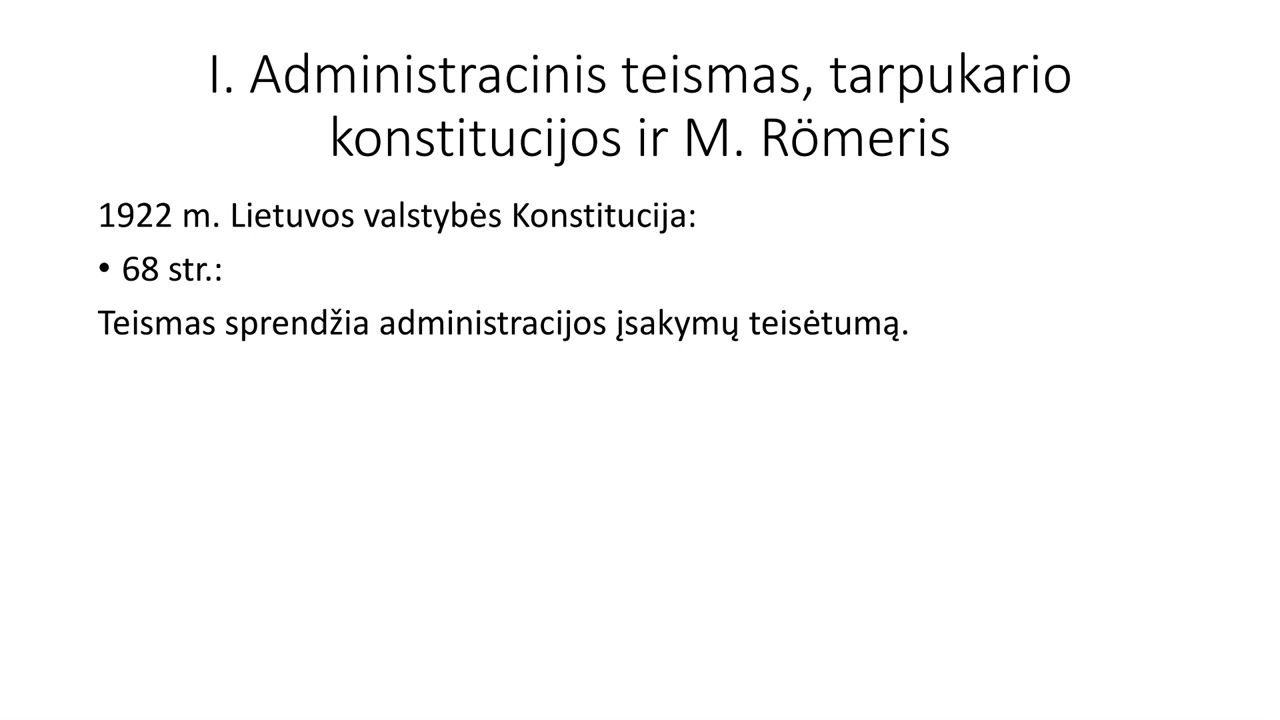 I. Administracinis teismas, tarpukario
konstitucijos ir M. Römeris
1922 m. Lietuvos valstybės Konstitucija:
• 68 str.:
Teismas sprendžia administracijos įsakymų teisėtumą.